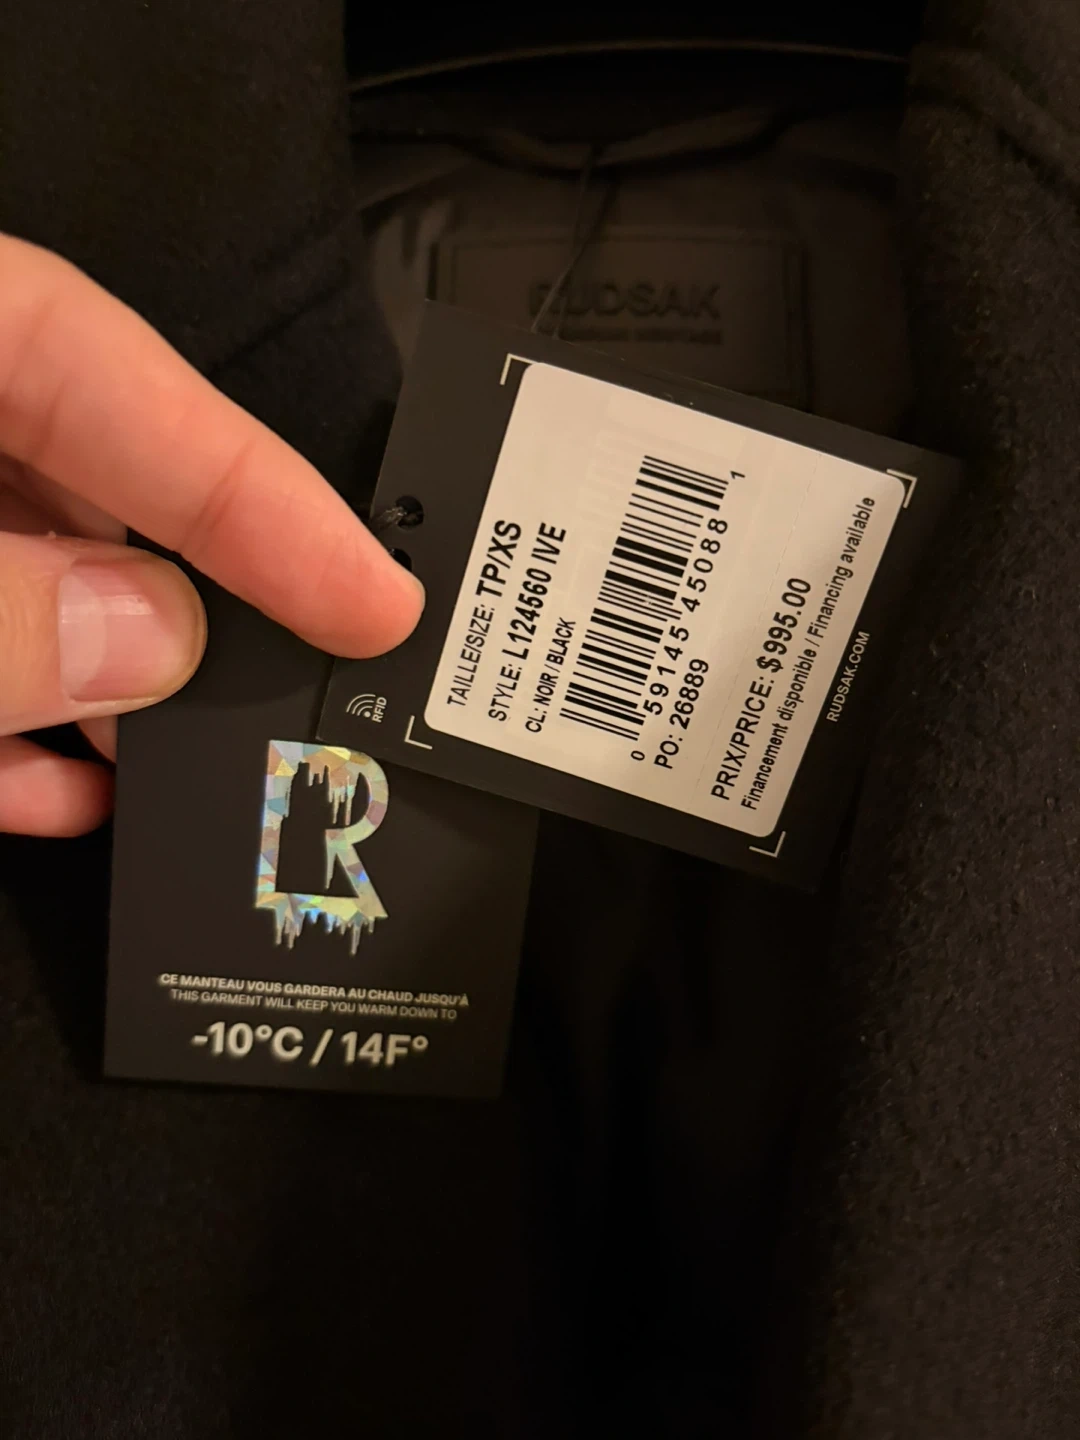 RUDSAK
TAILLE/SIZE: TP/XS
STYLE: L124560 IVE
CL: NOIR / BLACK
0 59145 45088 1
PO: 26889
PRIX/PRICE: $995.00
Financement disponible / Financing available
RUDSAK.COM
RFID
R
CE MANTEAU VOUS GARDERA AU CHAUD JUSQU'À
THIS GARMENT WILL KEEP YOU WARM DOWN TO
-10°C / 14F°